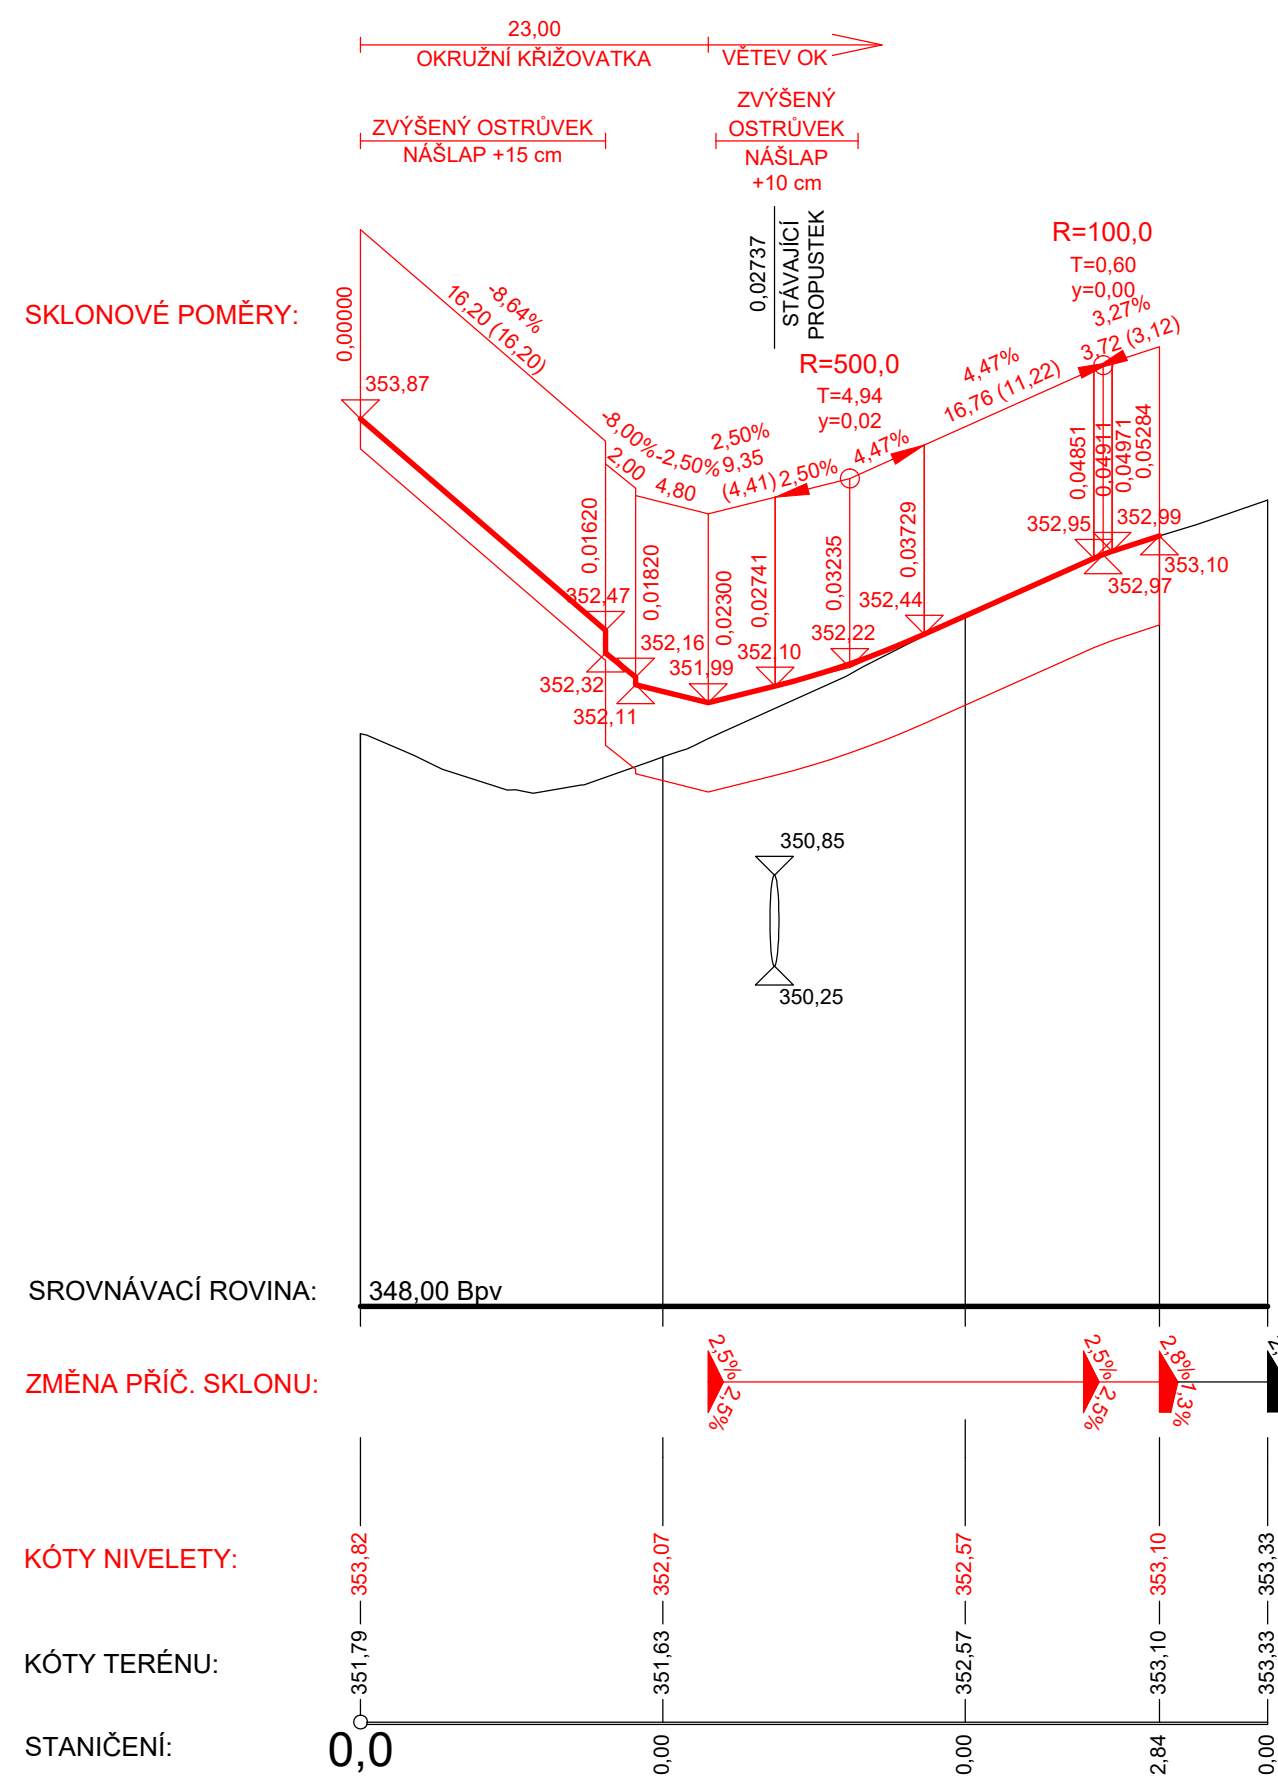 23,00
OKRUŽNÍ KŘIŽOVATKA
VĚTEV OK
ZVÝŠENÝ OSTRŮVEK
NÁŠLAP +15 cm
ZVÝŠENÝ
OSTRŮVEK
NÁŠLAP
+10 cm
0,02737
STÁVAJÍCÍ
PROPUSTEK
SKLONOVÉ POMĚRY:
0,00000
353,87
-8,64%
16,20 (16,20)
-8,00%
2,00
-2,50%
4,80
2,50%
9,35
(4,41)
2,50%
R=500,0
T=4,94
y=0,02
4,47%
4,47%
16,76 (11,22)
R=100,0
T=0,60
y=0,00
3,27%
3,72 (3,12)
0,01620
0,01820
0,02300
0,02741
0,03235
0,03729
0,04851
0,04911
0,04971
0,05284
352,47
352,32
352,16
352,11
351,99
352,10
352,22
352,44
352,95
352,99
352,97
353,10
350,85
350,25
SROVNÁVACÍ ROVINA:
348,00 Bpv
ZMĚNA PŘÍČ. SKLONU:
2,5%
2,5%
2,5%
2,5%
2,8%
1,3%
KÓTY NIVELETY:
353,82
352,07
352,57
353,10
353,33
KÓTY TERÉNU:
351,79
351,63
352,57
353,10
353,33
STANIČENÍ:
0,0
0,00
0,00
2,84
0,00